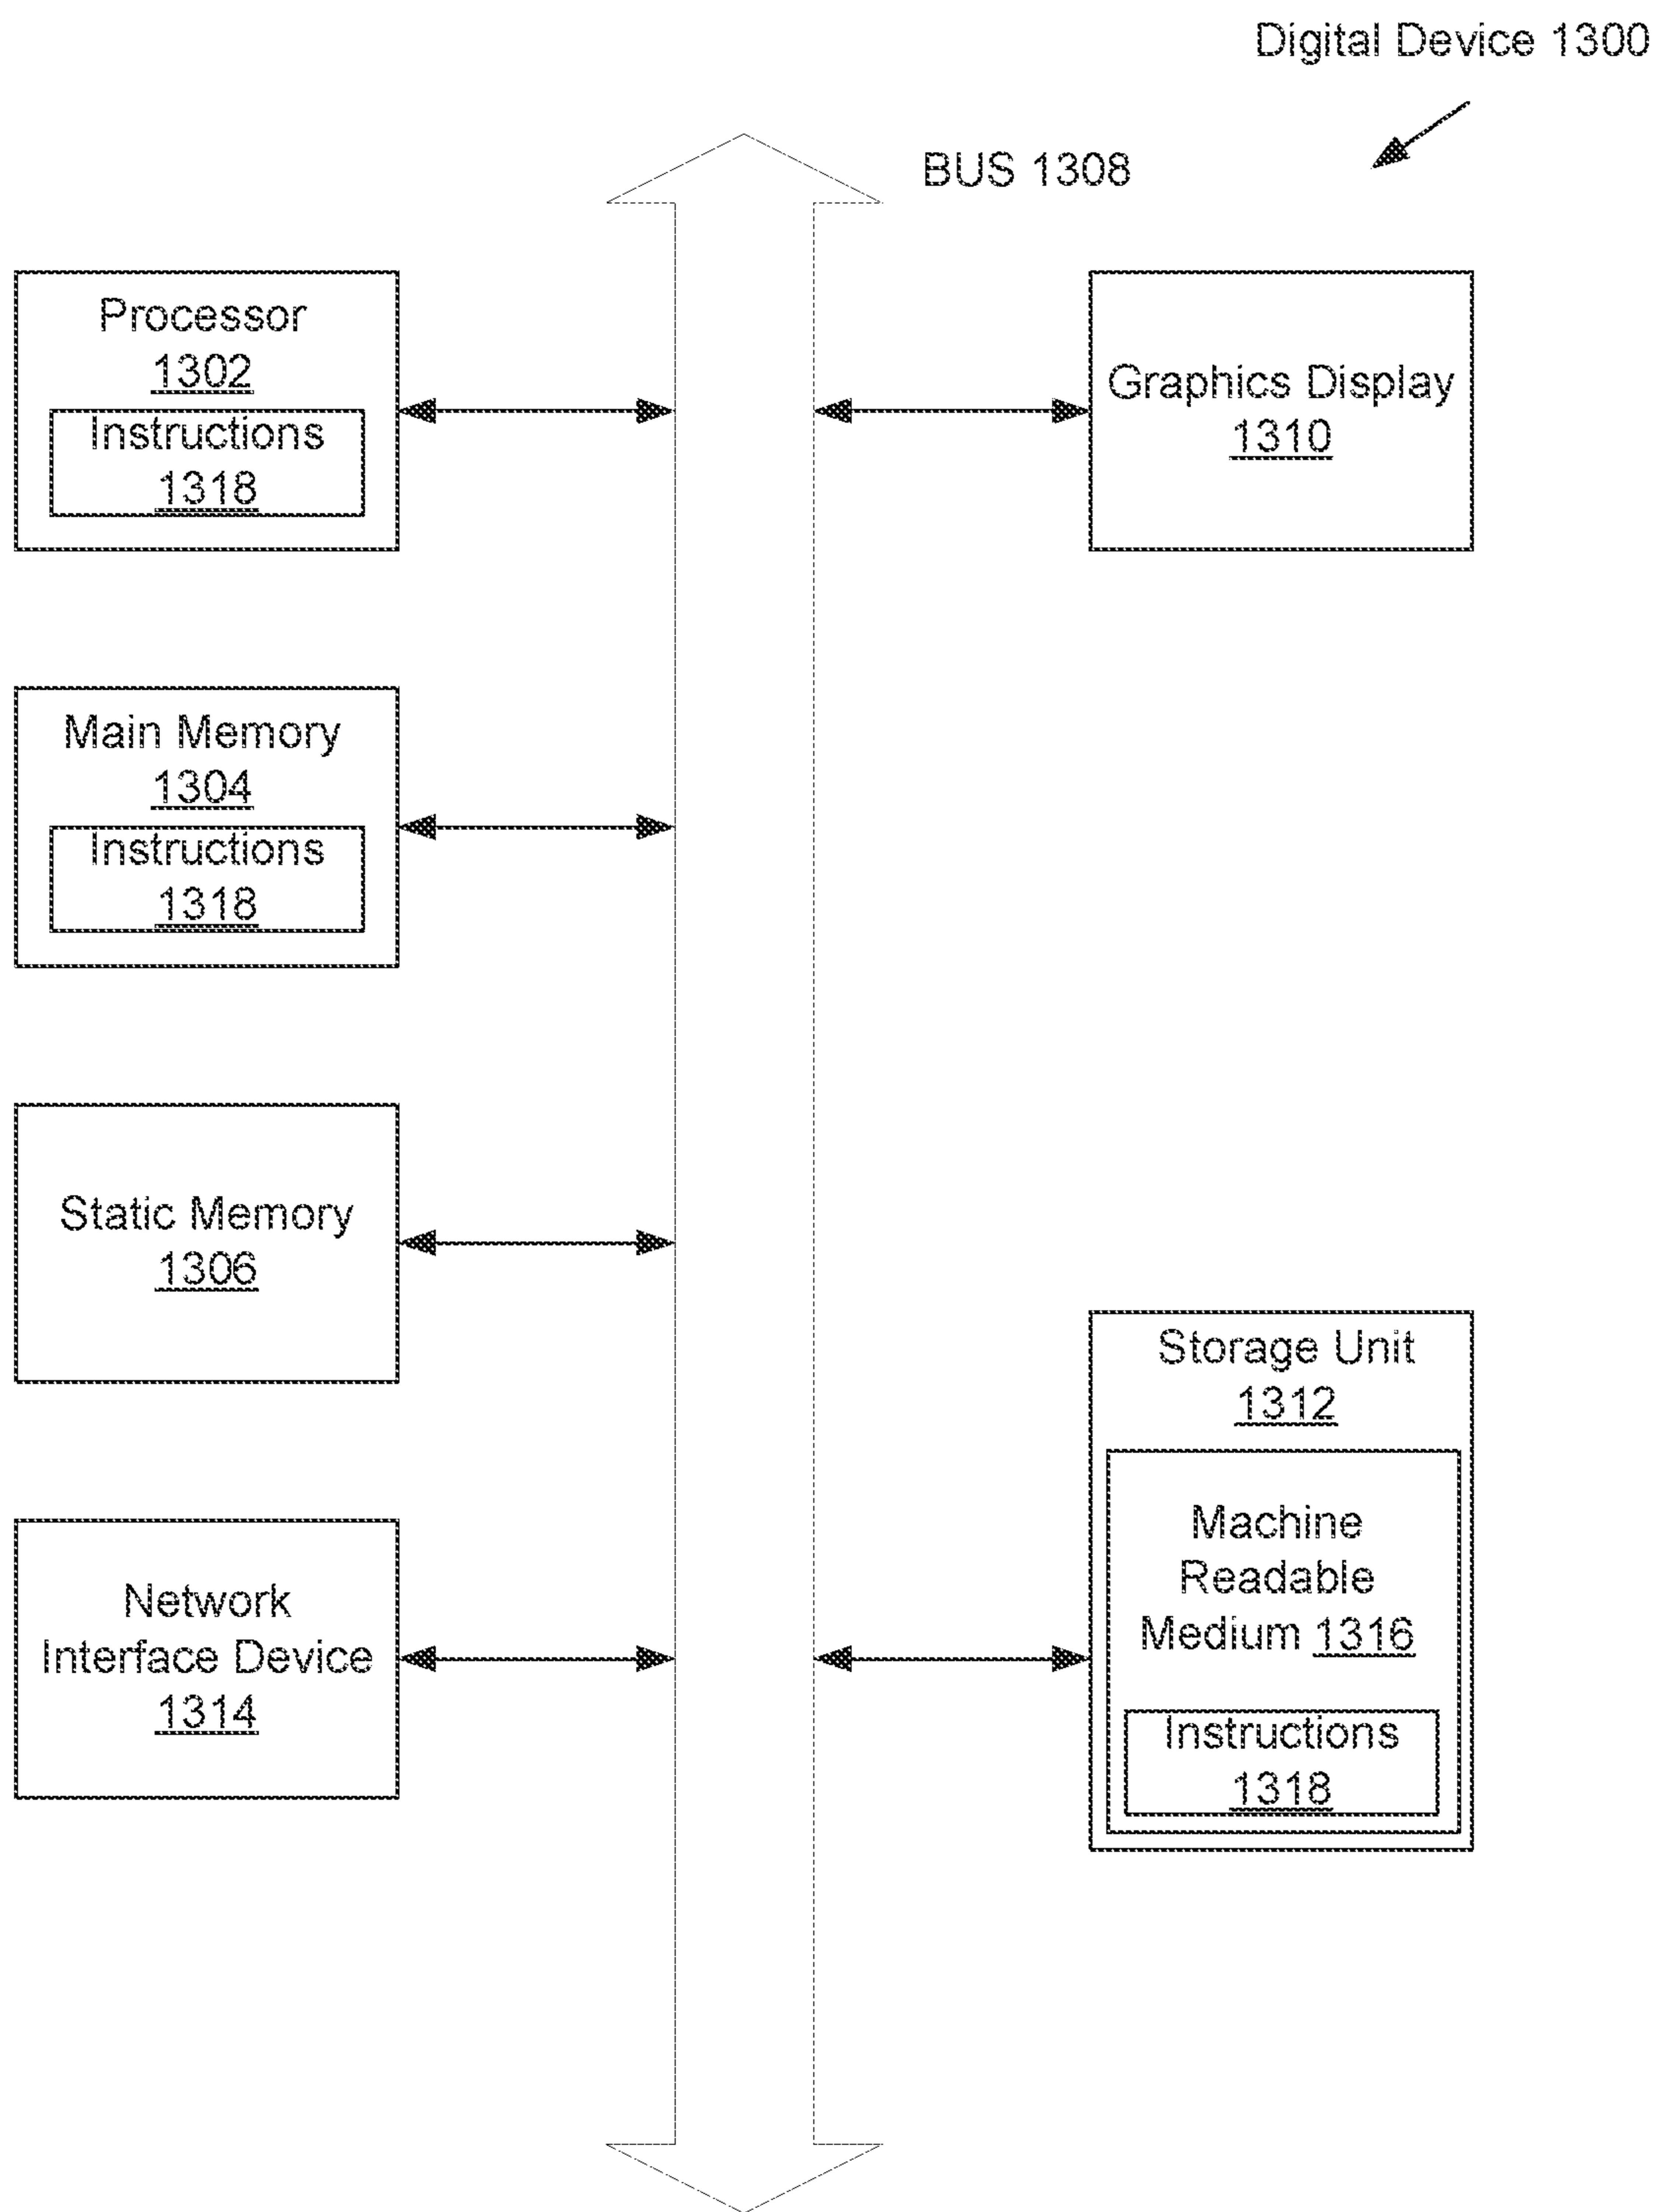 Digital Device 1300
BUS 1308
Processor
1302
Instructions
1318
Graphics Display
1310
Main Memory
1304
Instructions
1318
Static Memory
1306
Storage Unit
1312
Machine
Readable
Medium 1316
Instructions
1318
Network
Interface Device
1314